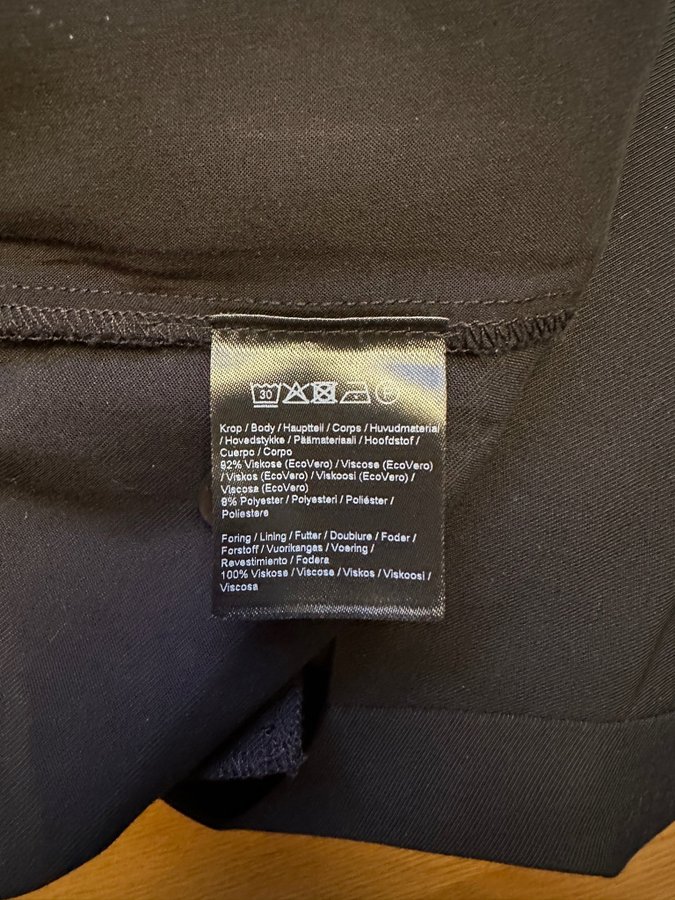 30
Krop / Body / Hauptteil / Corps / Huvudmaterial
/ Hovedstykke / Päämateriaali / Hoofdstof /
Cuerpo / Corpo
92% Viskose (EcoVero) / Viscose (EcoVero)
/ Viskos (EcoVero) / Viskoosi (EcoVero) /
Viscosa (EcoVero)
8% Polyester / Polyesteri / Poliéster /
Poliestere
Foring / Lining / Futter / Doublure / Foder /
Forstoff / Vuorikangas / Voering /
Revestimiento / Fodera
100% Viskose / Viscose / Viskos / Viskoosi /
Viscosa